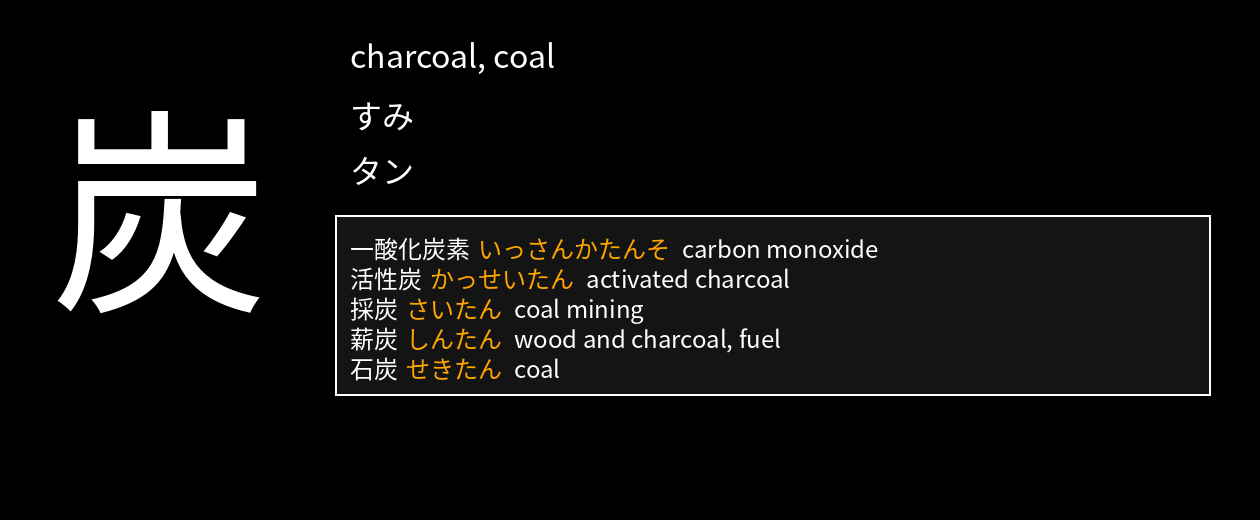 炭
charcoal, coal
すみ
タン
一酸化炭素 いっさんかたんそ carbon monoxide
活性炭 かっせいたん activated charcoal
採炭 さいたん coal mining
薪炭 しんたん wood and charcoal, fuel
石炭 せきたん coal